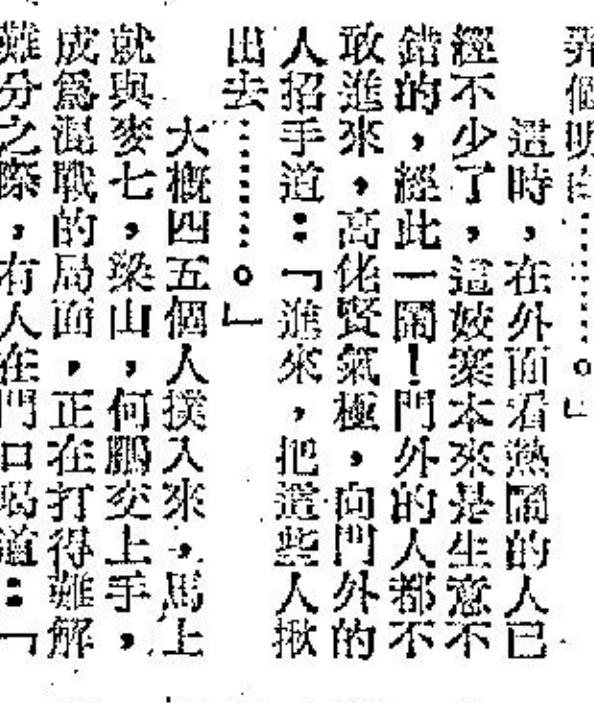 弄個明白…………。」
這時，在外面看熱鬧的人已
經不少了，這妓寨本來是生意不
錯的，經此一鬧！門外的人都不
敢進來，高佬賢氣極，向門外的
人招手道：「進來，把這些人揪
出去…………。」
大概四五個人撲入來，馬上
就與麥七，梁山，何鵬交上手，
成爲混戰的局面，正在打得難解
難分之際，有人在門口喝道：「